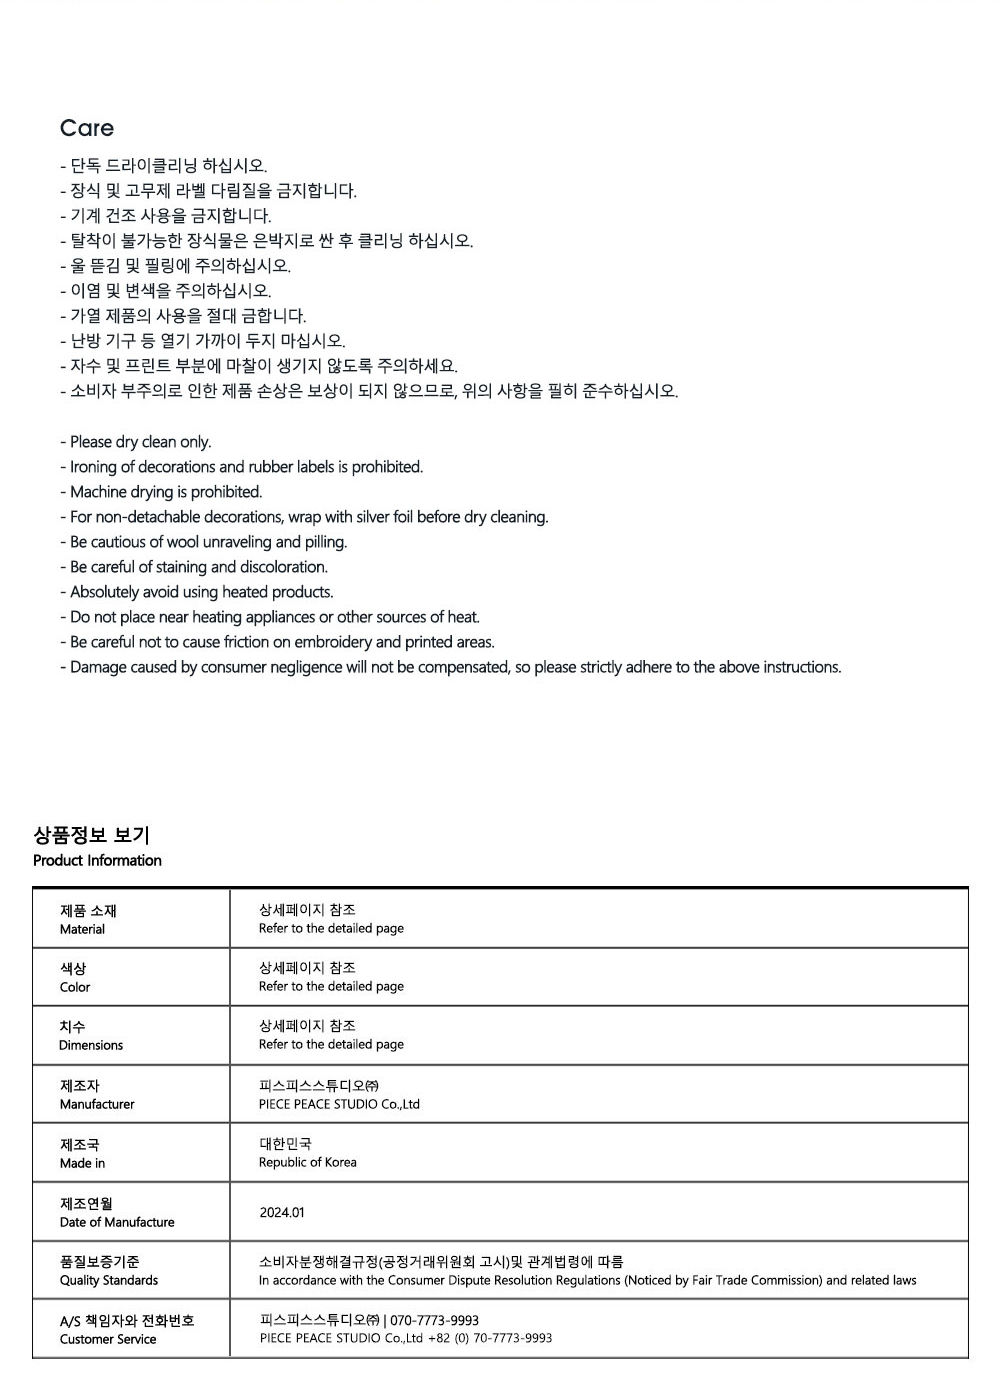 Care
- 단독 드라이클리닝 하십시오.
- 장식 및 고무제 라벨 다림질을 금지합니다.
- 기계 건조 사용을 금지합니다.
- 탈착이 불가능한 장식물은 은박지로 싼 후 클리닝 하십시오.
- 울 뜯김 및 필링에 주의하십시오.
- 이염 및 변색을 주의하십시오.
- 가열 제품의 사용을 절대 금합니다.
- 난방 기구 등 열기 가까이 두지 마십시오.
- 자수 및 프린트 부분에 마찰이 생기지 않도록 주의하세요.
- 소비자 부주의로 인한 제품 손상은 보상이 되지 않으므로, 위의 사항을 필히 준수하십시오.
- Please dry clean only.
- Ironing of decorations and rubber labels is prohibited.
- Machine drying is prohibited.
- For non-detachable decorations, wrap with silver foil before dry cleaning.
- Be cautious of wool unraveling and pilling.
- Be careful of staining and discoloration.
- Absolutely avoid using heated products.
- Do not place near heating appliances or other sources of heat.
- Be careful not to cause friction on embroidery and printed areas.
- Damage caused by consumer negligence will not be compensated, so please strictly adhere to the above instructions.
상품정보 보기
Product Information
제품 소재
Material
상세페이지 참조
Refer to the detailed page
색상
Color
상세페이지 참조
Refer to the detailed page
치수
Dimensions
상세페이지 참조
Refer to the detailed page
제조자
Manufacturer
피스피스스튜디오㈜
PIECE PEACE STUDIO Co.,Ltd
제조국
Made in
대한민국
Republic of Korea
제조연월
Date of Manufacture
2024.01
품질보증기준
Quality Standards
소비자분쟁해결규정(공정거래위원회 고시)및 관계법령에 따름
In accordance with the Consumer Dispute Resolution Regulations (Noticed by Fair Trade Commission) and related laws
A/S 책임자와 전화번호
Customer Service
피스피스스튜디오㈜ | 070-7773-9993
PIECE PEACE STUDIO Co.,Ltd +82 (0) 70-7773-9993